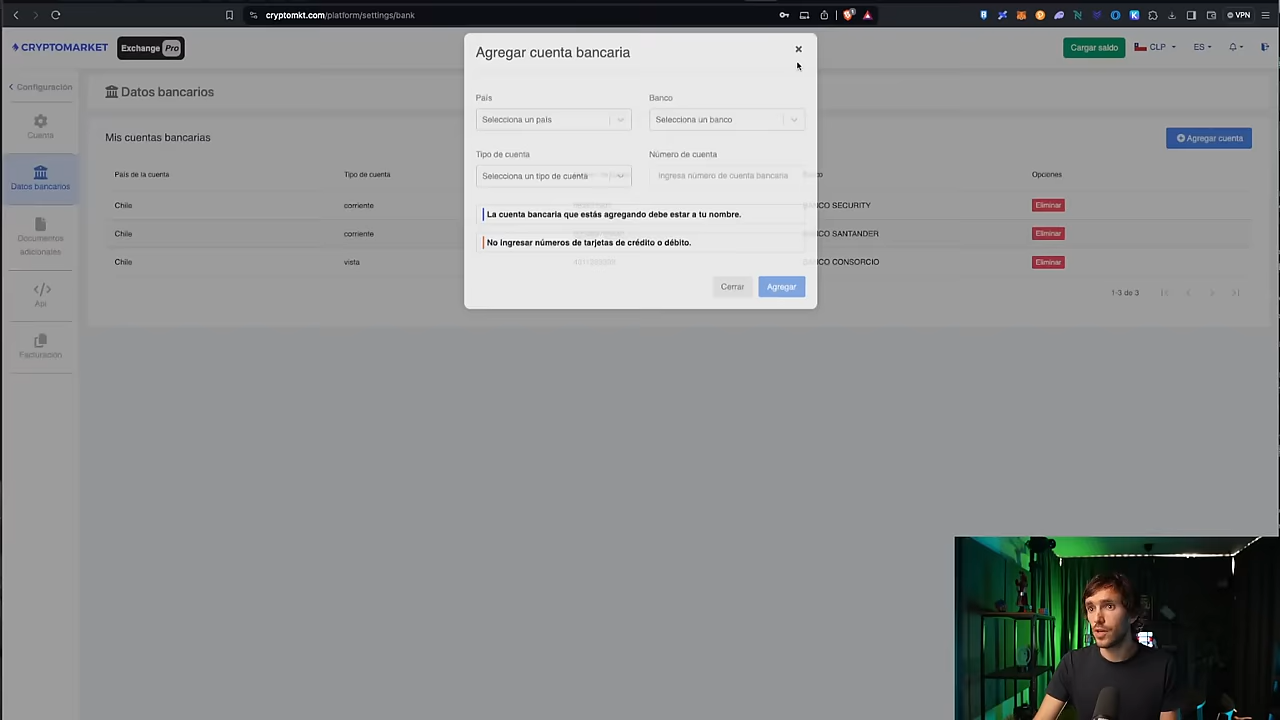 cryptomkt.com/platform/settings/bank
VPN
CRYPTOMARKET
Exchange Pro
Cargar saldo
CLP
ES
Configuración
Cuenta
Datos bancarios
Documentos adicionales
Api
Facturación
Datos bancarios
Mis cuentas bancarias
Agregar cuenta
País de la cuenta
Tipo de cuenta
Opciones
Chile
corriente
BANCO SECURITY
Eliminar
Chile
corriente
BANCO SANTANDER
Eliminar
Chile
vista
BANCO CONSORCIO
Eliminar
1-3 de 3
Agregar cuenta bancaria
×
País
Banco
Selecciona un país
Selecciona un banco
Tipo de cuenta
Número de cuenta
Selecciona un tipo de cuenta
Ingresa número de cuenta bancaria
La cuenta bancaria que estás agregando debe estar a tu nombre.
No ingresar números de tarjetas de crédito o débito.
Cerrar
Agregar